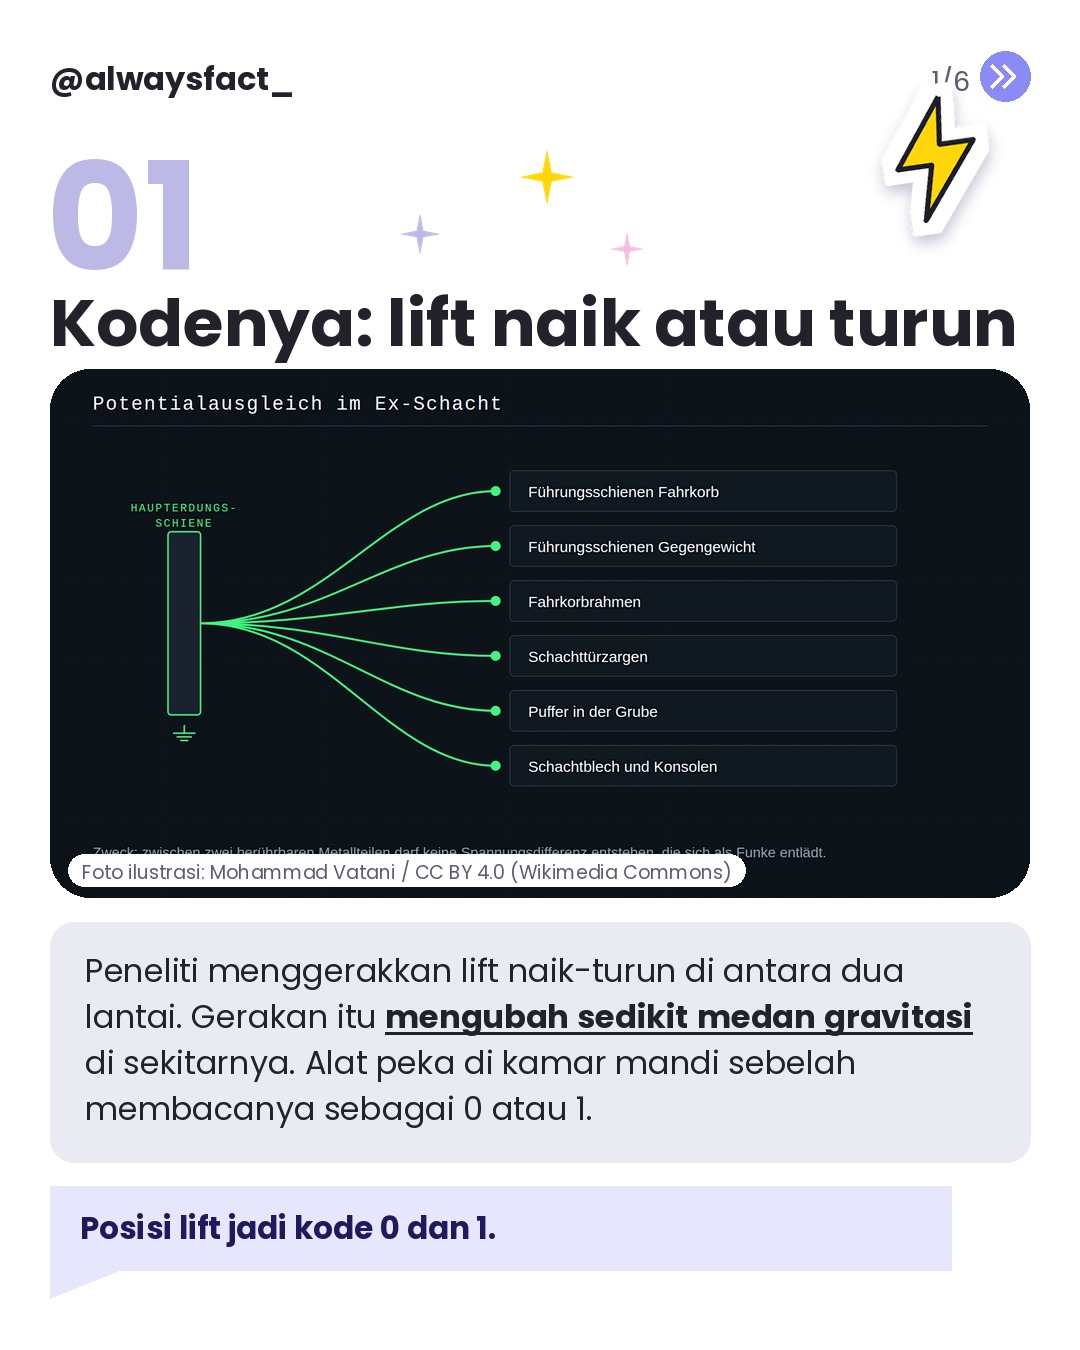 @alwaysfact_
1/6
01
Kodenya: lift naik atau turun
Potentialausgleich im Ex-Schacht
HAUPTERDUNGS-
SCHIENE
Führungsschienen Fahrkorb
Führungsschienen Gegengewicht
Fahrkorbrahmen
Schachttürzargen
Puffer in der Grube
Schachtblech und Konsolen
Zweck: zwischen zwei berührbaren Metallteilen darf keine Spannungsdifferenz entstehen, die sich als Funke entlädt.
Foto ilustrasi: Mohammad Vatani / CC BY 4.0 (Wikimedia Commons)
Peneliti menggerakkan lift naik-turun di antara dua
lantai. Gerakan itu mengubah sedikit medan gravitasi
di sekitarnya. Alat peka di kamar mandi sebelah
membacanya sebagai 0 atau 1.
Posisi lift jadi kode 0 dan 1.